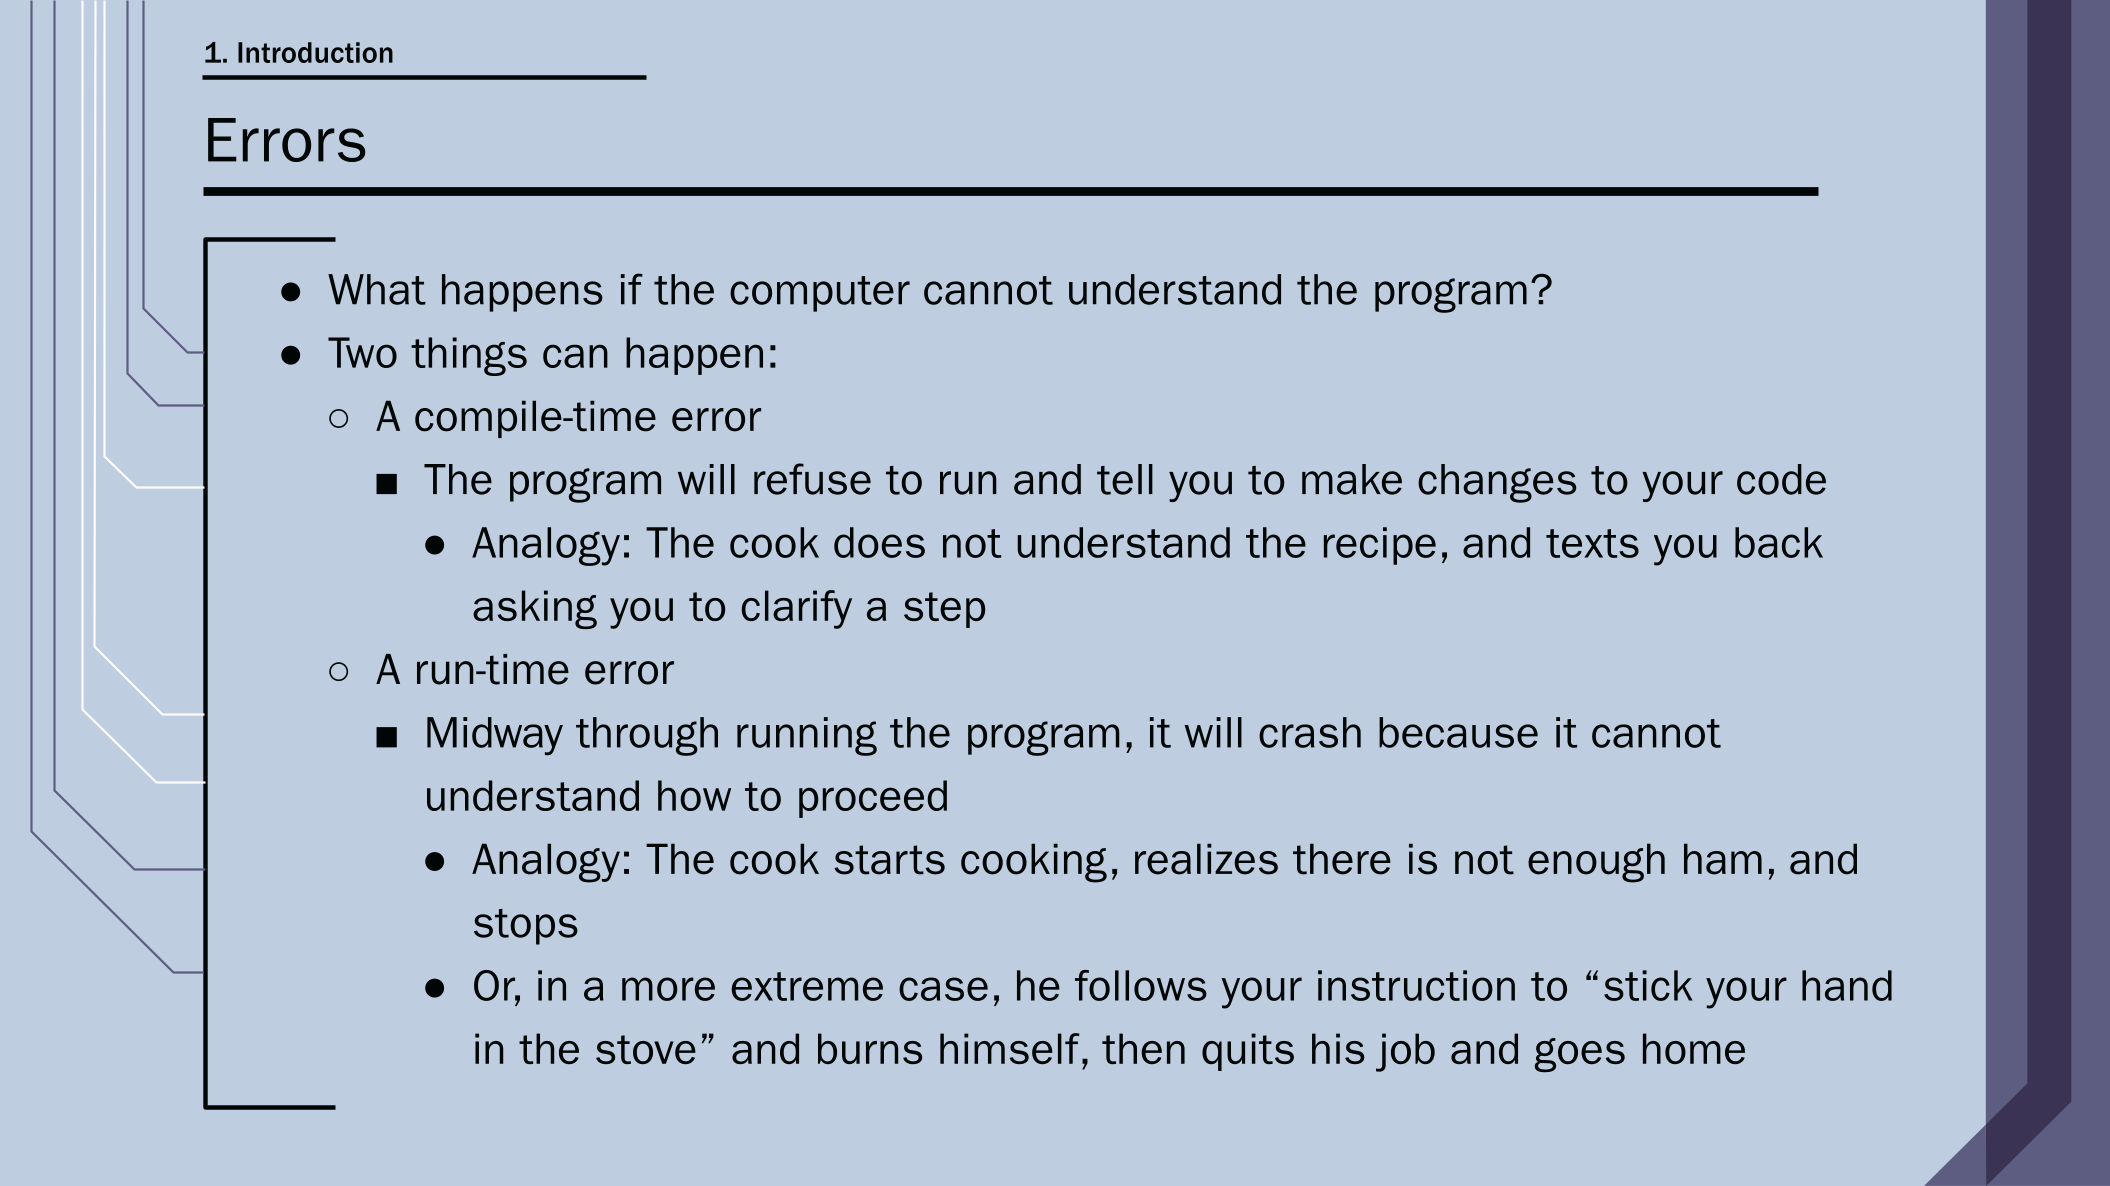 1. Introduction
Errors
● What happens if the computer cannot understand the program?
● Two things can happen:
○ A compile-time error
■ The program will refuse to run and tell you to make changes to your code
● Analogy: The cook does not understand the recipe, and texts you back
asking you to clarify a step
○ A run-time error
■ Midway through running the program, it will crash because it cannot
understand how to proceed
● Analogy: The cook starts cooking, realizes there is not enough ham, and
stops
● Or, in a more extreme case, he follows your instruction to “stick your hand
in the stove” and burns himself, then quits his job and goes home